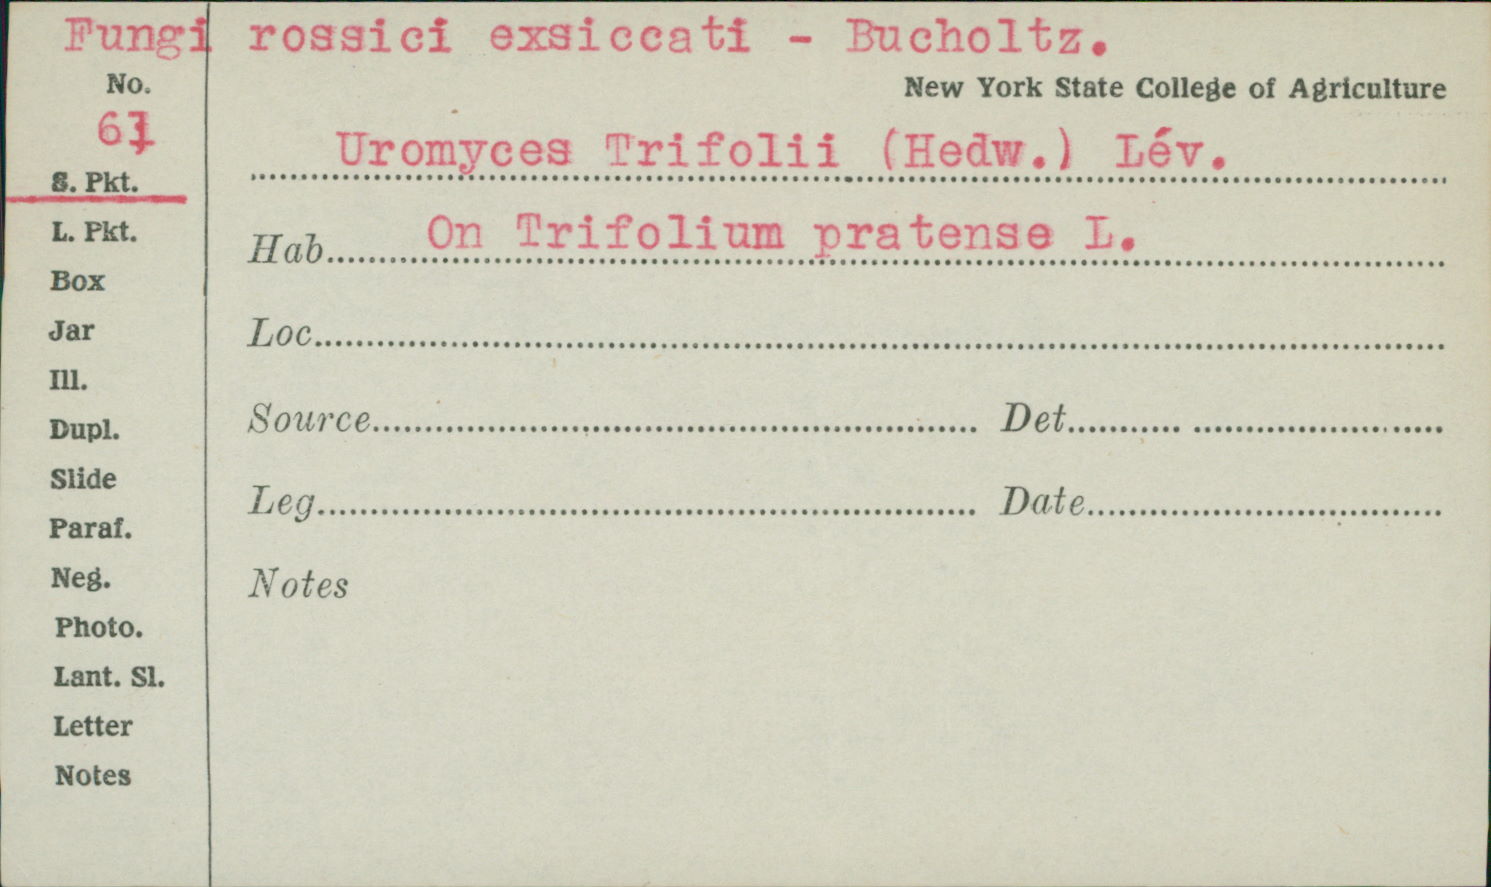 Fungi rossici exsiccati - Bucholtz.
No.
New York State College of Agriculture
Uromyces Trifolii (Hedw.) Lév.
S. Pkt.
L. Pkt.
Hab. On Trifolium pratense L.
Box
Jar
Loc.
Ill.
Dupl.
Source Det.
Slide
Leg. Date
Paraf.
Neg.
Notes
Photo.
Lant. Sl.
Letter
Notes